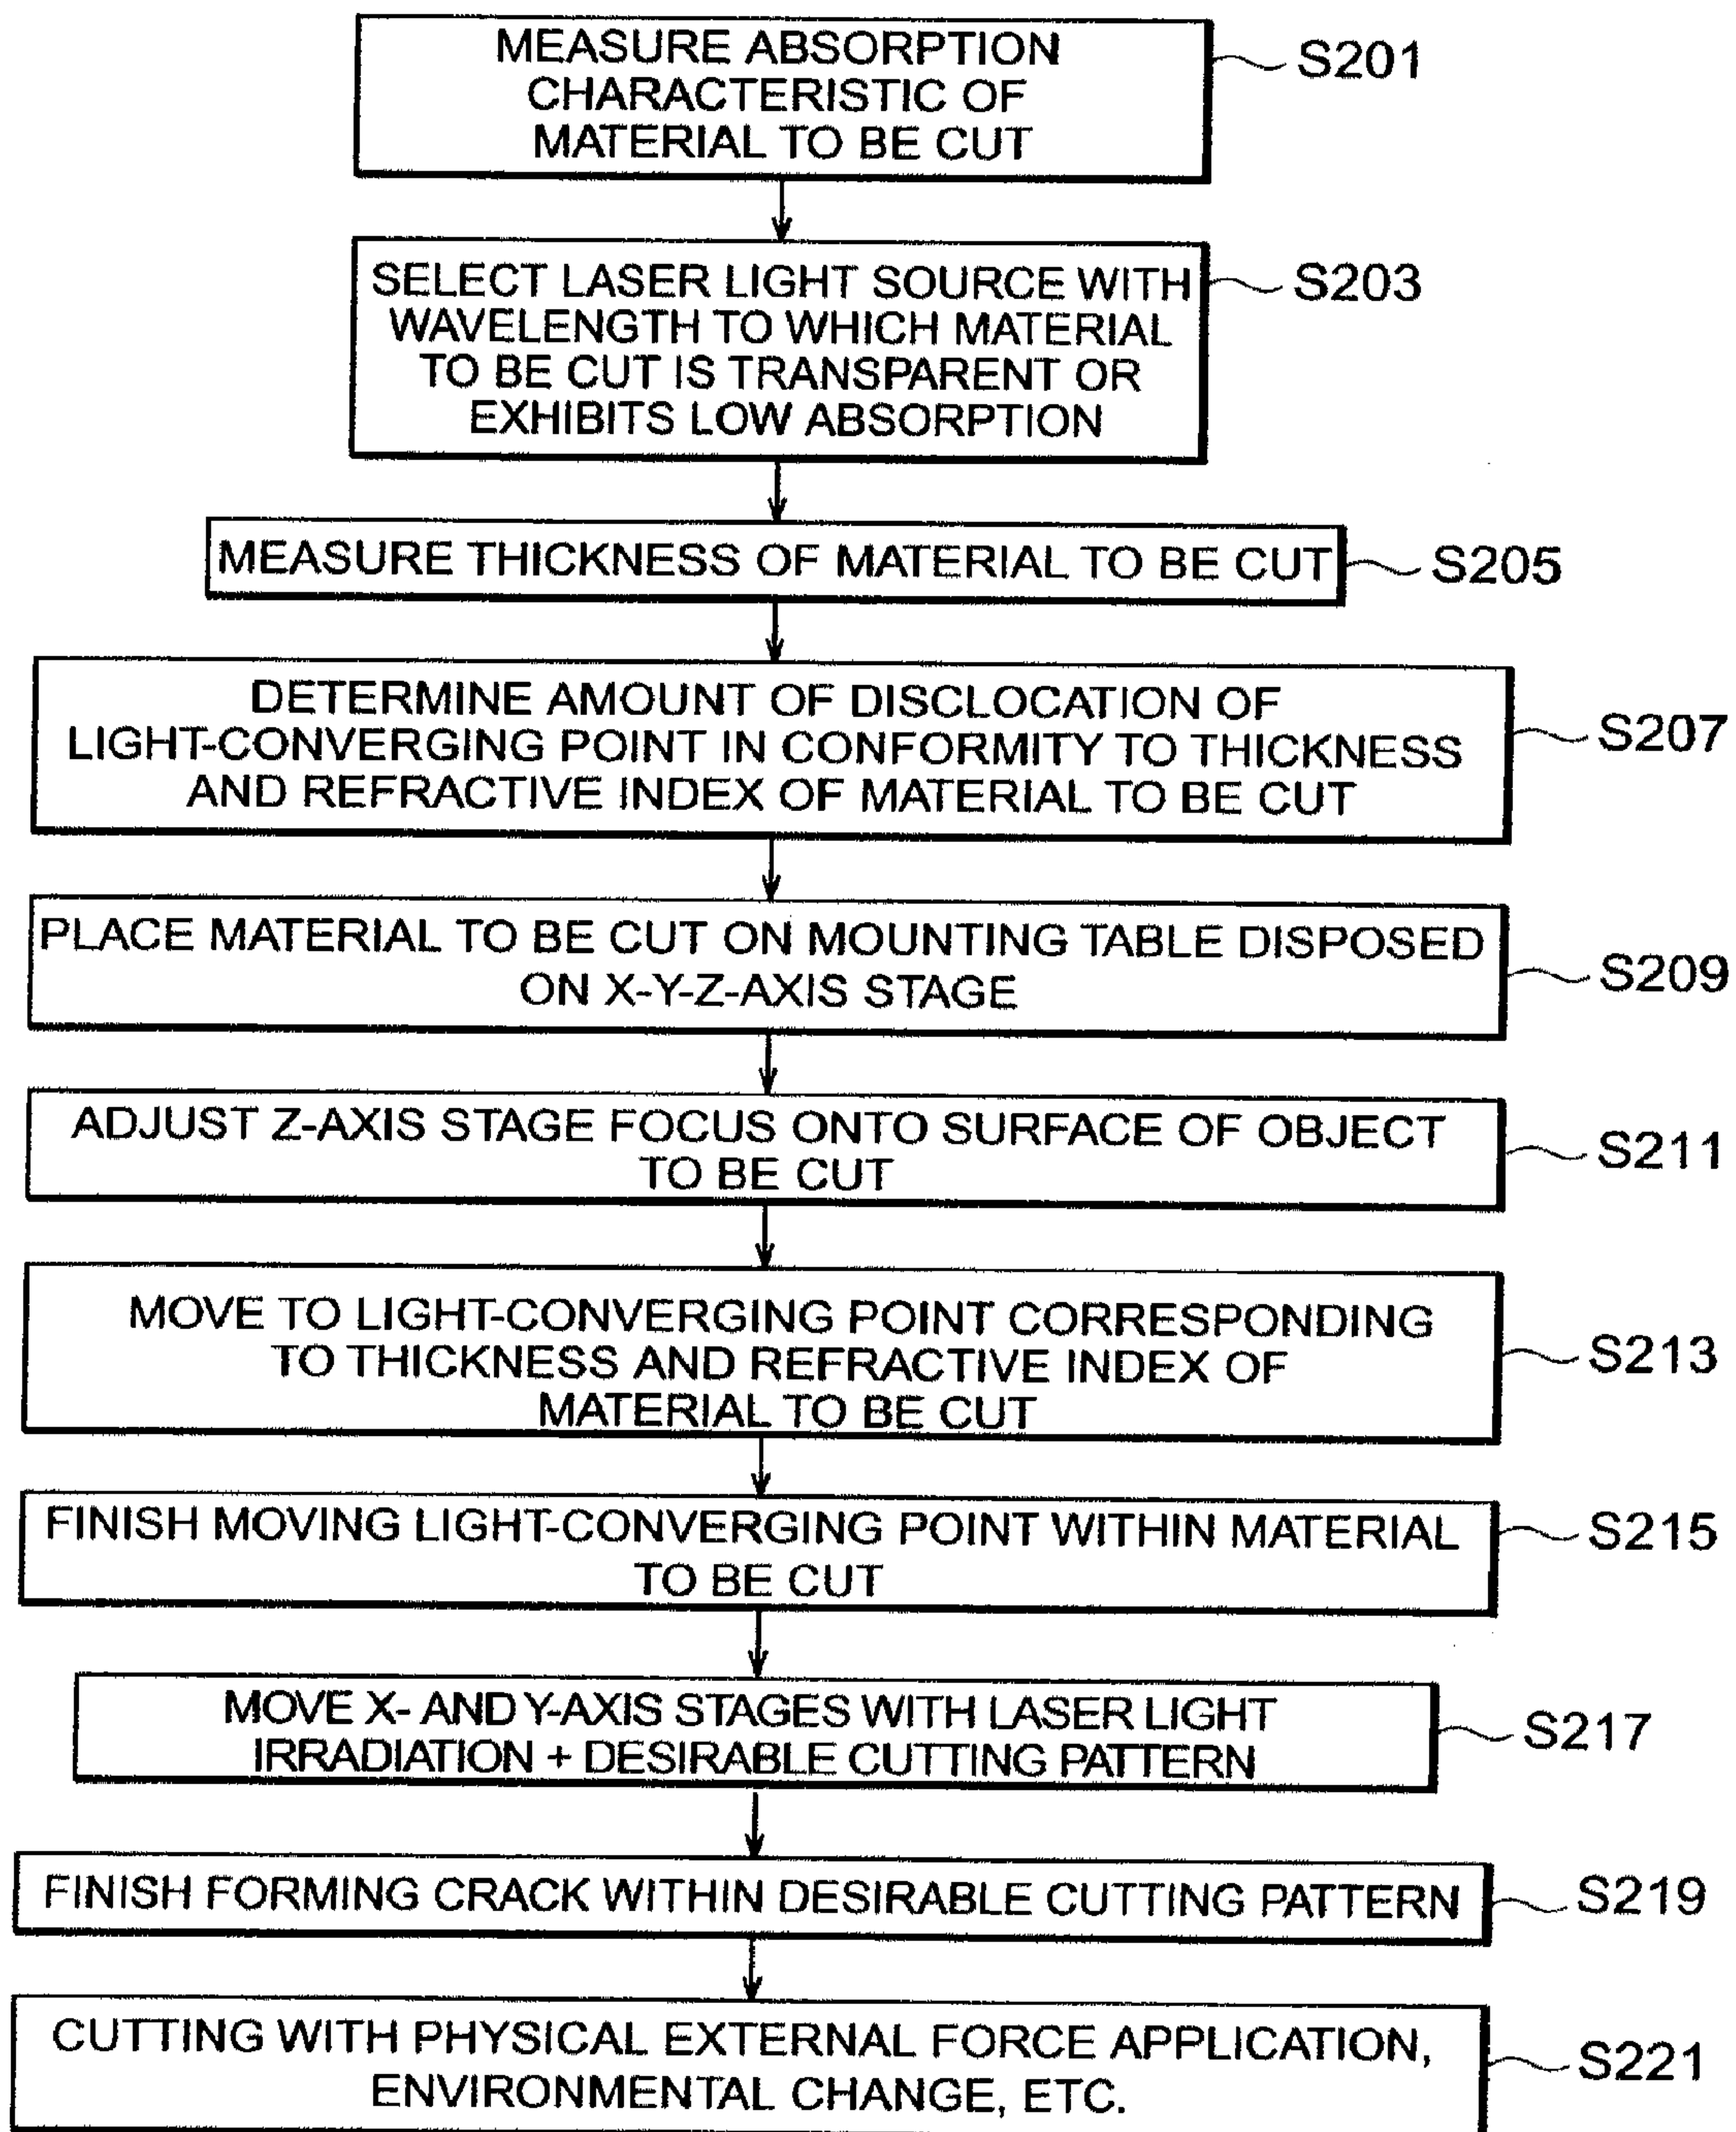 MEASURE ABSORPTION
CHARACTERISTIC OF
MATERIAL TO BE CUT
S201
SELECT LASER LIGHT SOURCE WITH
WAVELENGTH TO WHICH MATERIAL
TO BE CUT IS TRANSPARENT OR
EXHIBITS LOW ABSORPTION
S203
MEASURE THICKNESS OF MATERIAL TO BE CUT
S205
DETERMINE AMOUNT OF DISCLOCATION OF
LIGHT-CONVERGING POINT IN CONFORMITY TO THICKNESS
AND REFRACTIVE INDEX OF MATERIAL TO BE CUT
S207
PLACE MATERIAL TO BE CUT ON MOUNTING TABLE DISPOSED
ON X-Y-Z-AXIS STAGE
S209
ADJUST Z-AXIS STAGE FOCUS ONTO SURFACE OF OBJECT
TO BE CUT
S211
MOVE TO LIGHT-CONVERGING POINT CORRESPONDING
TO THICKNESS AND REFRACTIVE INDEX OF
MATERIAL TO BE CUT
S213
FINISH MOVING LIGHT-CONVERGING POINT WITHIN MATERIAL
TO BE CUT
S215
MOVE X- AND Y-AXIS STAGES WITH LASER LIGHT
IRRADIATION + DESIRABLE CUTTING PATTERN
S217
FINISH FORMING CRACK WITHIN DESIRABLE CUTTING PATTERN
S219
CUTTING WITH PHYSICAL EXTERNAL FORCE APPLICATION,
ENVIRONMENTAL CHANGE, ETC.
S221